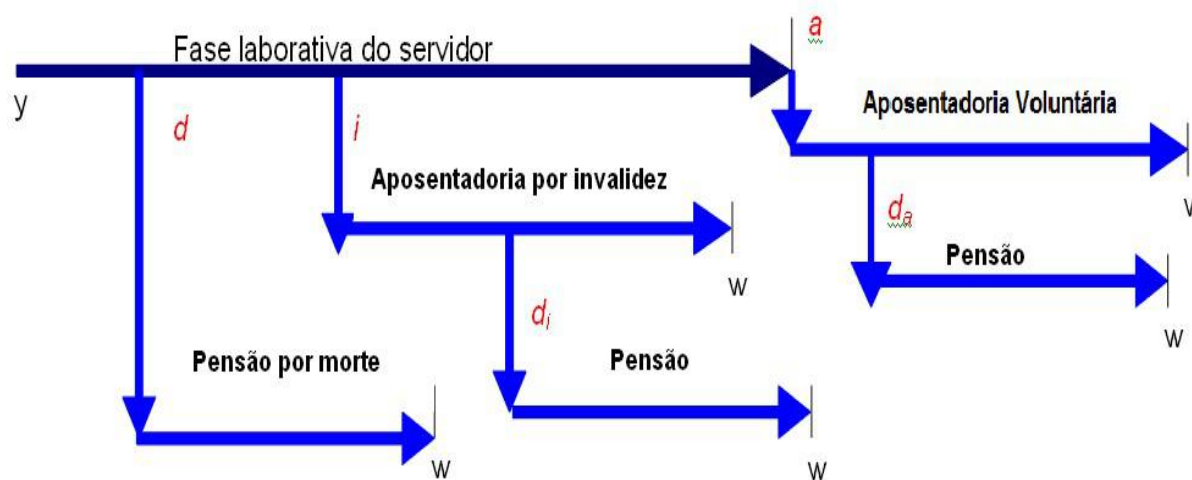 Fase laborativa do servidor
a
y
d
i
Aposentadoria Voluntária
Aposentadoria por invalidez
da
w
Pensão
w
di
Pensão por morte
Pensão
w
w